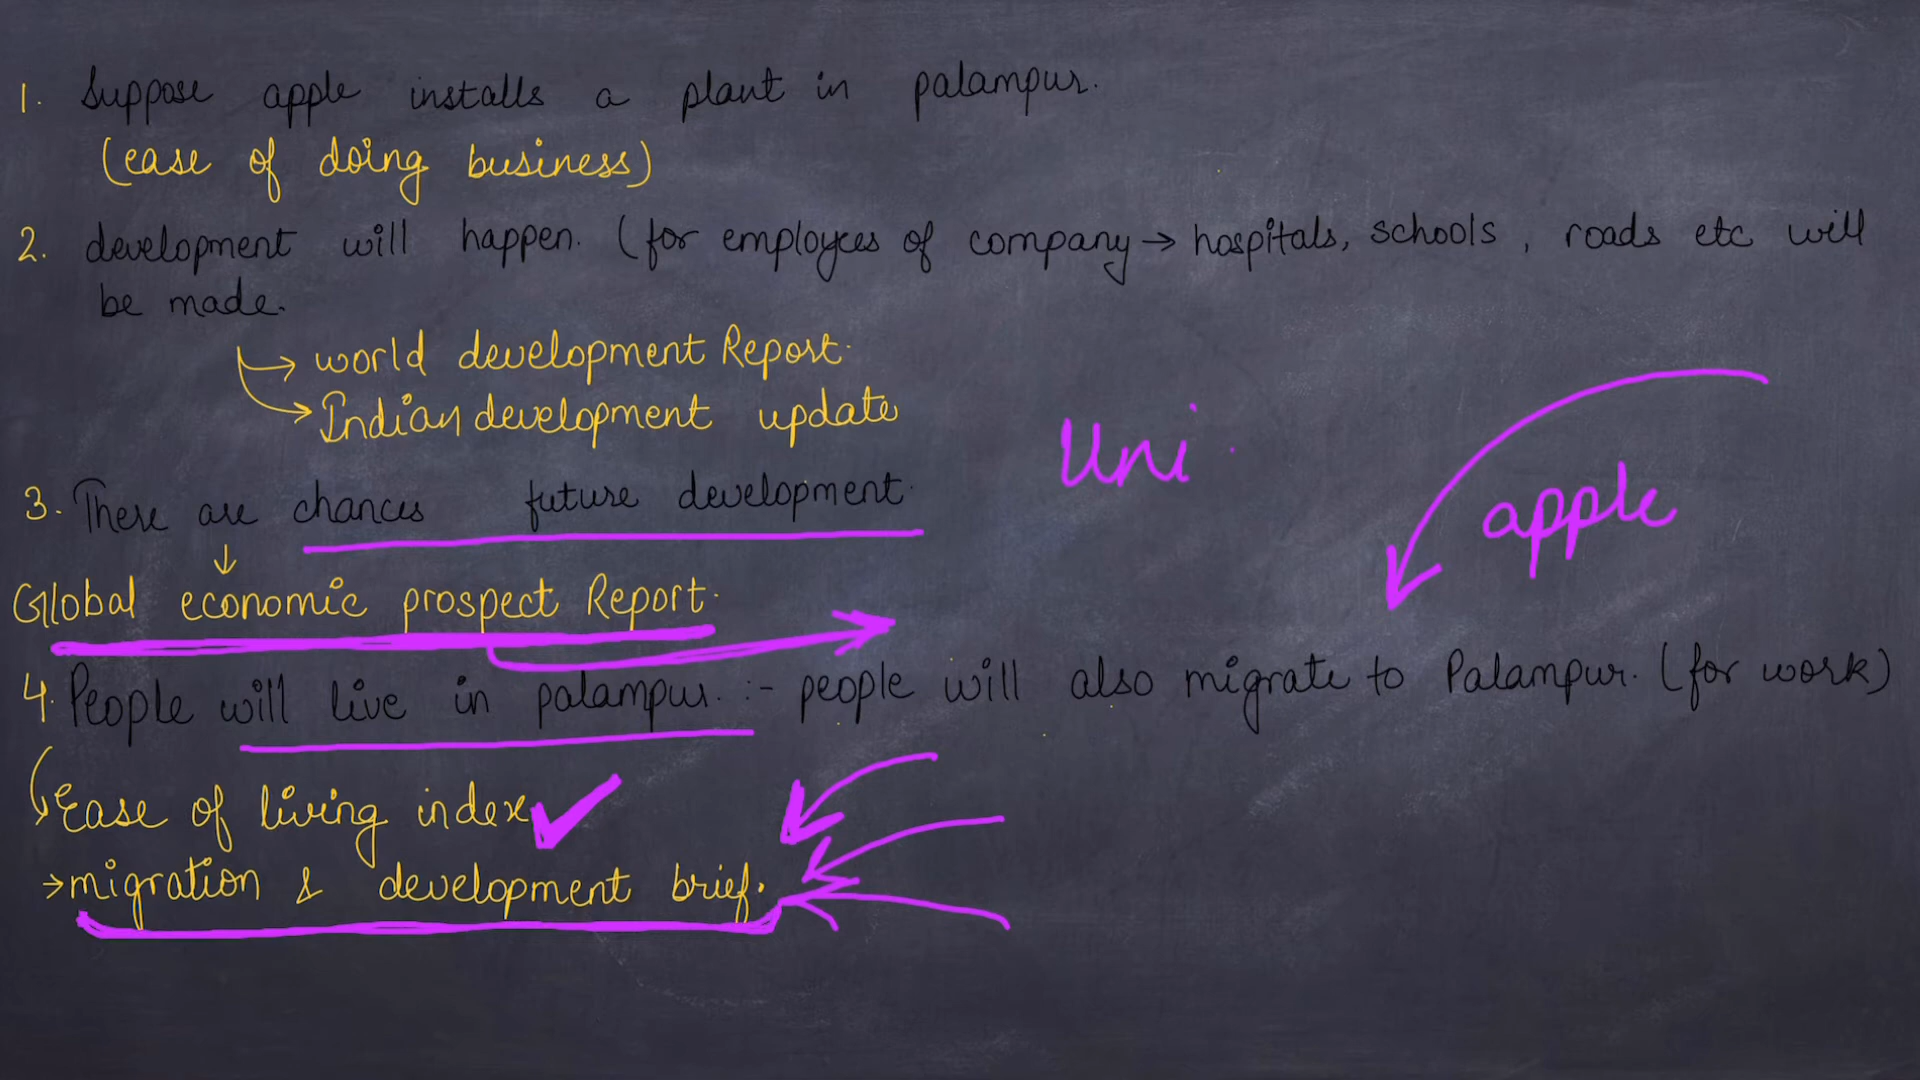 1. Suppose apple installs a plant in palampur.
(ease of doing business)
2. development will happen. (for employees of company → hospitals, schools, roads etc will
be made.
→ world development Report.
→ Indian development update
Uni
apple
3. There are chances future development.
↓
Global economic prospect Report.
4. People will live in palampur. :- people will also migrate to Palampur. (for work)
Ease of living index
→ migration & development brief.